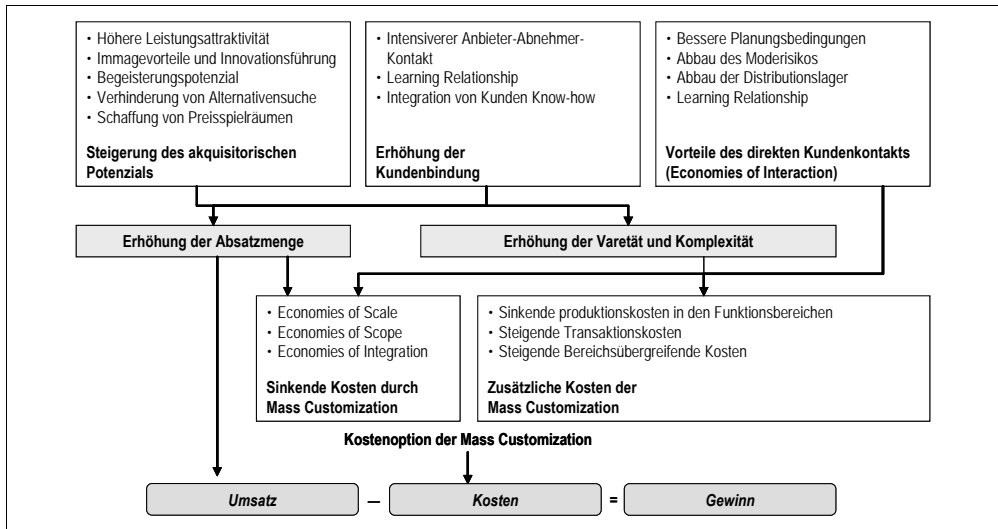 • Höhere Leistungsattraktivität
• Immagevorteile und Innovationsführung
• Begeisterungspotenzial
• Verhinderung von Alternativensuche
• Schaffung von Preisspielräumen
Steigerung des akquisitorischen
Potenzials
• Intensiverer Anbieter-Abnehmer-
Kontakt
• Learning Relationship
• Integration von Kunden Know-how
Erhöhung der
Kundenbindung
• Bessere Planungsbedingungen
• Abbau des Moderisikos
• Abbau der Distributionslager
• Learning Relationship
Vorteile des direkten Kundenkontakts
(Economies of Interaction)
Erhöhung der Absatzmenge
Erhöhung der Varetät und Komplexität
• Economies of Scale
• Economies of Scope
• Economies of Integration
Sinkende Kosten durch
Mass Customization
• Sinkende produktionskosten in den Funktionsbereichen
• Steigende Transaktionskosten
• Steigende Bereichsübergreifende Kosten
Zusätzliche Kosten der
Mass Customization
Kostenoption der Mass Customization
Umsatz – Kosten = Gewinn